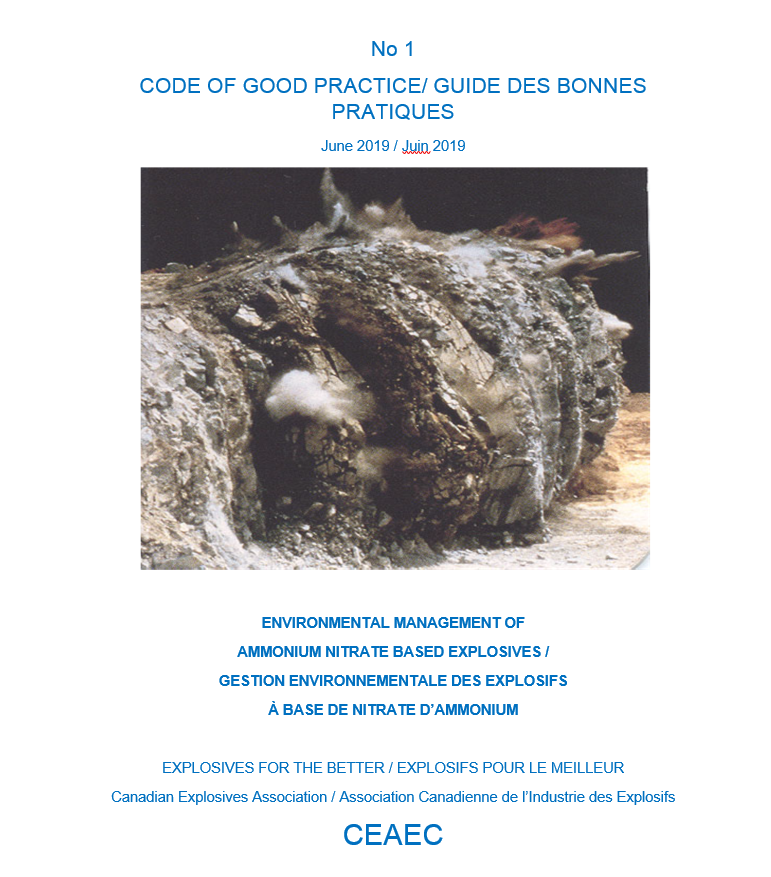 No 1
CODE OF GOOD PRACTICE/ GUIDE DES BONNES
PRATIQUES
June 2019 / Juin 2019
ENVIRONMENTAL MANAGEMENT OF
AMMONIUM NITRATE BASED EXPLOSIVES /
GESTION ENVIRONNEMENTALE DES EXPLOSIFS
À BASE DE NITRATE D’AMMONIUM
EXPLOSIVES FOR THE BETTER / EXPLOSIFS POUR LE MEILLEUR
Canadian Explosives Association / Association Canadienne de l’Industrie des Explosifs
CEAEC